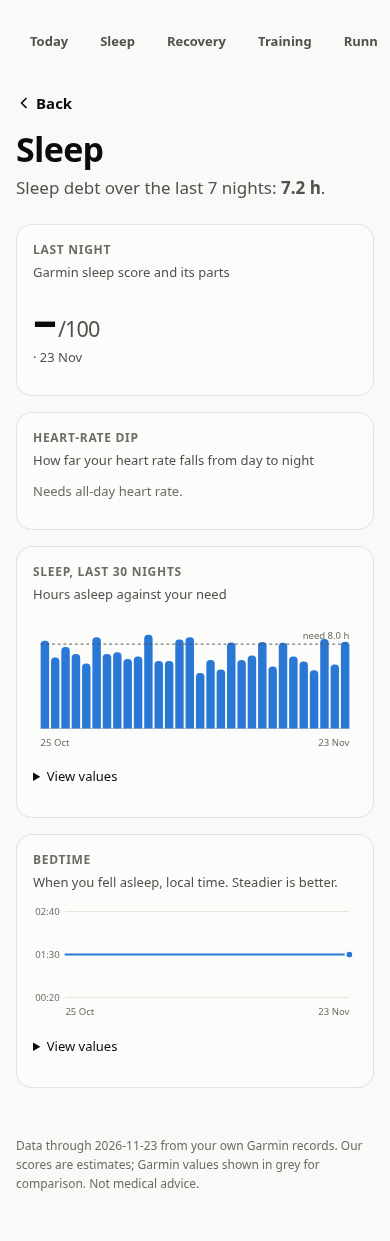 Today Sleep Recovery Training Runn
Back
Sleep
Sleep debt over the last 7 nights: 7.2 h.
LAST NIGHT
Garmin sleep score and its parts
–/100
· 23 Nov
HEART-RATE DIP
How far your heart rate falls from day to night
Needs all-day heart rate.
SLEEP, LAST 30 NIGHTS
Hours asleep against your need
need 8.0 h
25 Oct 23 Nov
View values
BEDTIME
When you fell asleep, local time. Steadier is better.
02:40
01:30
00:20
25 Oct 23 Nov
View values
Data through 2026-11-23 from your own Garmin records. Our
scores are estimates; Garmin values shown in grey for
comparison. Not medical advice.